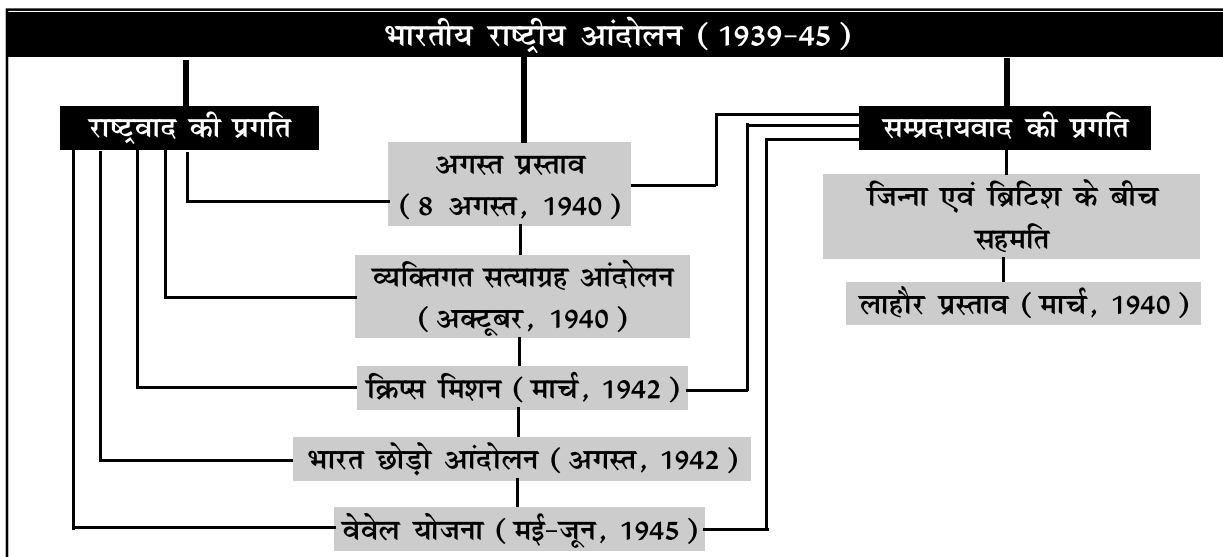 भारतीय राष्ट्रीय आंदोलन (1939-45)
राष्ट्रवाद की प्रगति
सम्प्रदायवाद की प्रगति
अगस्त प्रस्ताव
(8 अगस्त, 1940)
जिन्ना एवं ब्रिटिश के बीच
सहमति
व्यक्तिगत सत्याग्रह आंदोलन
(अक्टूबर, 1940)
लाहौर प्रस्ताव (मार्च, 1940)
क्रिप्स मिशन (मार्च, 1942)
भारत छोड़ो आंदोलन (अगस्त, 1942)
वेवेल योजना (मई-जून, 1945)